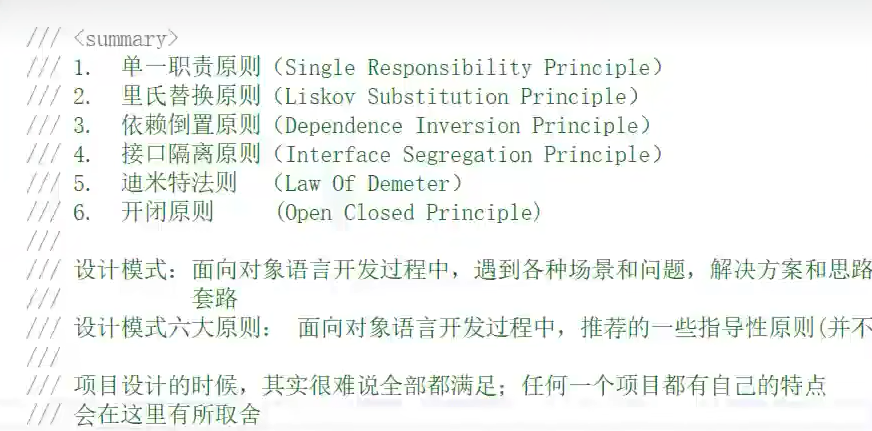 /// <summary>
/// 1. 单一职责原则（Single Responsibility Principle）
/// 2. 里氏替换原则（Liskov Substitution Principle）
/// 3. 依赖倒置原则（Dependence Inversion Principle）
/// 4. 接口隔离原则（Interface Segregation Principle）
/// 5. 迪米特法则 （Law Of Demeter）
/// 6. 开闭原则 (Open Closed Principle)
///
/// 设计模式：面向对象语言开发过程中，遇到各种场景和问题，解决方案和思路
/// 套路
/// 设计模式六大原则： 面向对象语言开发过程中，推荐的一些指导性原则(并不
///
/// 项目设计的时候，其实很难说全部都满足；任何一个项目都有自己的特点
/// 会在这里有所取舍